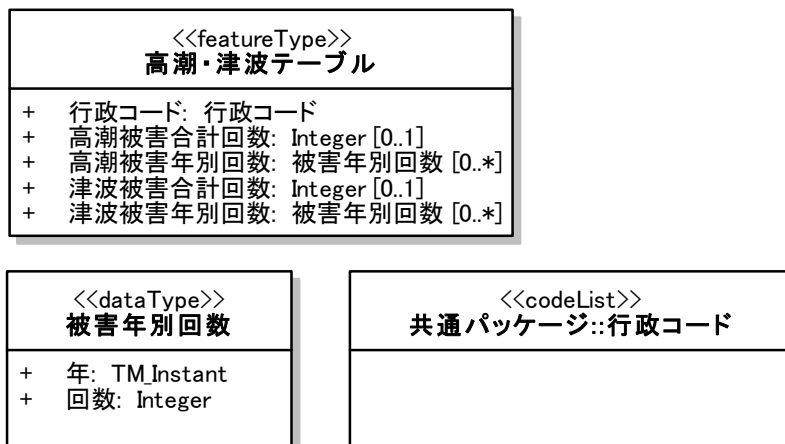 <<featureType>>
高潮・津波テーブル
+ 行政コード: 行政コード
+ 高潮被害合計回数: Integer [0..1]
+ 高潮被害年別回数: 被害年別回数 [0..*]
+ 津波被害合計回数: Integer [0..1]
+ 津波被害年別回数: 被害年別回数 [0..*]
<<dataType>>
被害年別回数
+ 年: TM_Instant
+ 回数: Integer
<<codeList>>
共通パッケージ::行政コード